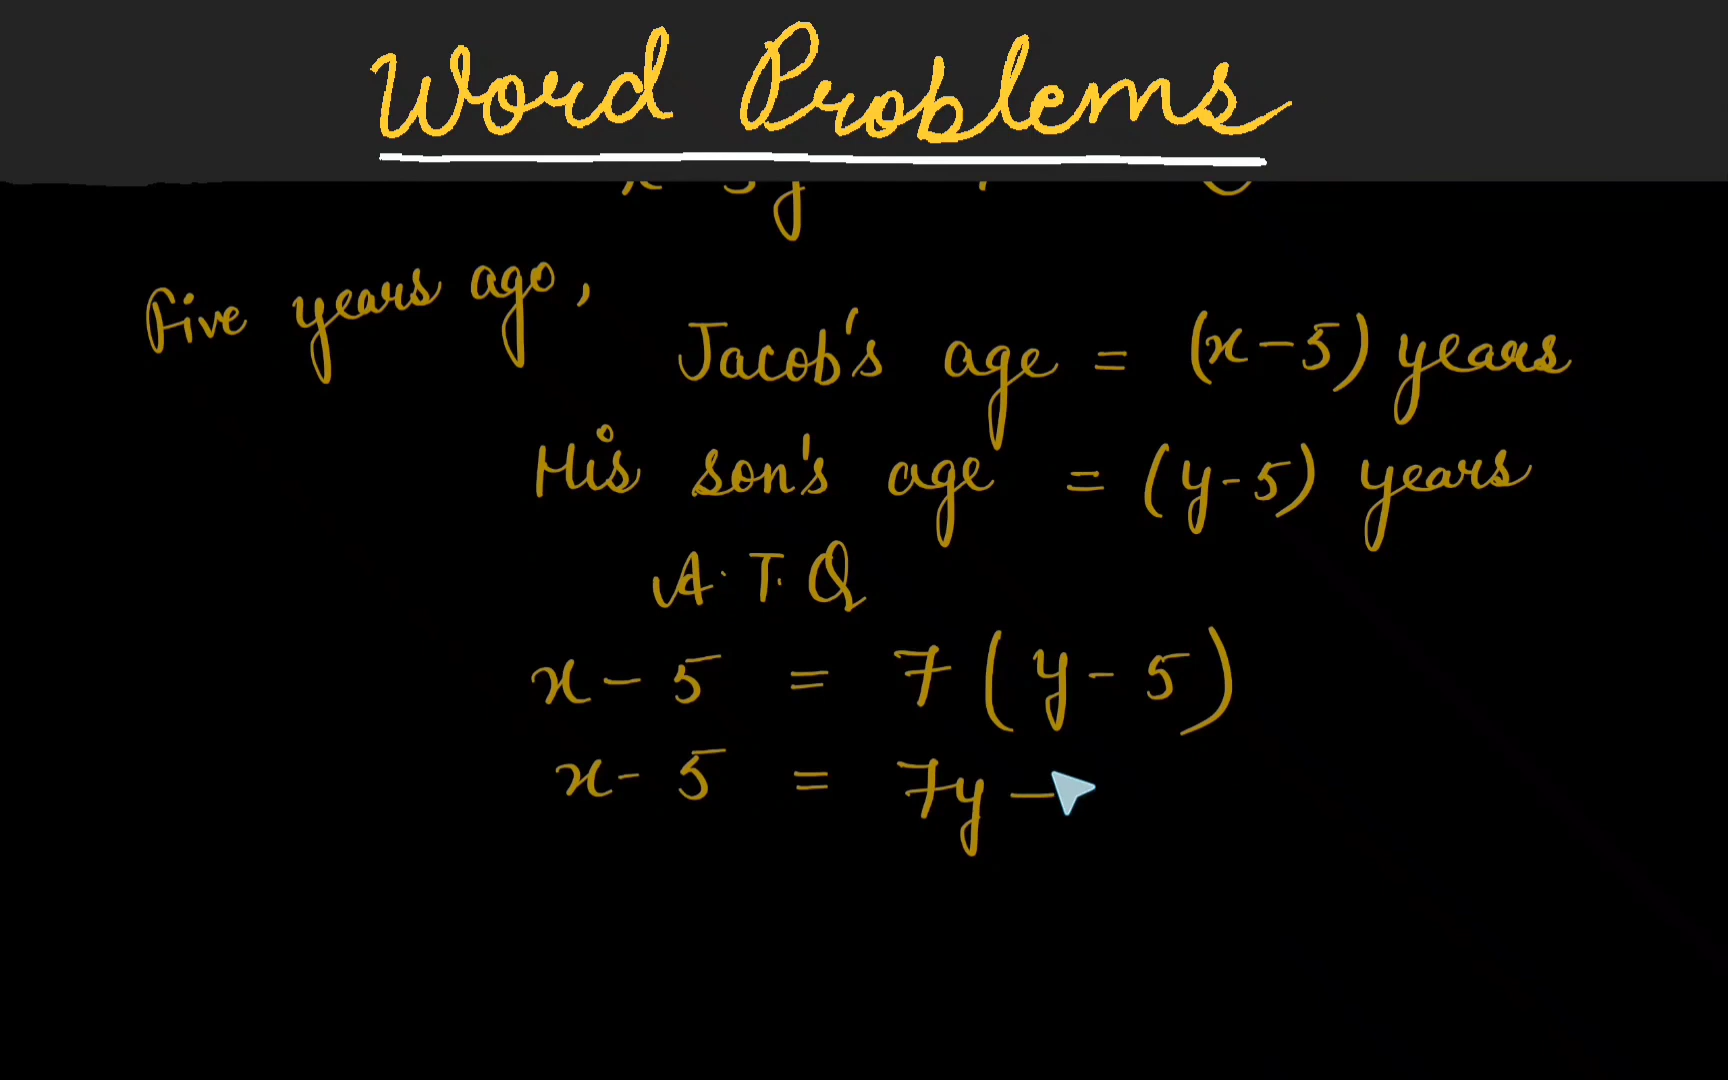 Word Problems
Five years ago,
Jacob's age = (x-5) years
His son's age = (y-5) years
A.T.Q
x - 5 = 7(y - 5)
x - 5 = 7y -